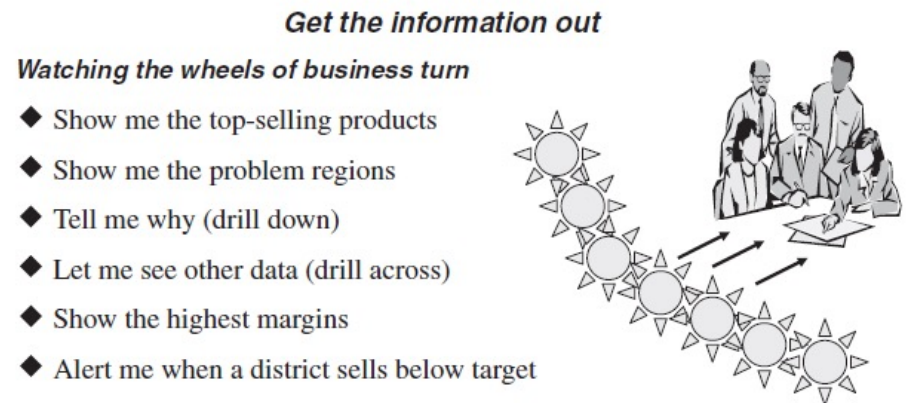 Get the information out
Watching the wheels of business turn
◆ Show me the top-selling products
◆ Show me the problem regions
◆ Tell me why (drill down)
◆ Let me see other data (drill across)
◆ Show the highest margins
◆ Alert me when a district sells below target